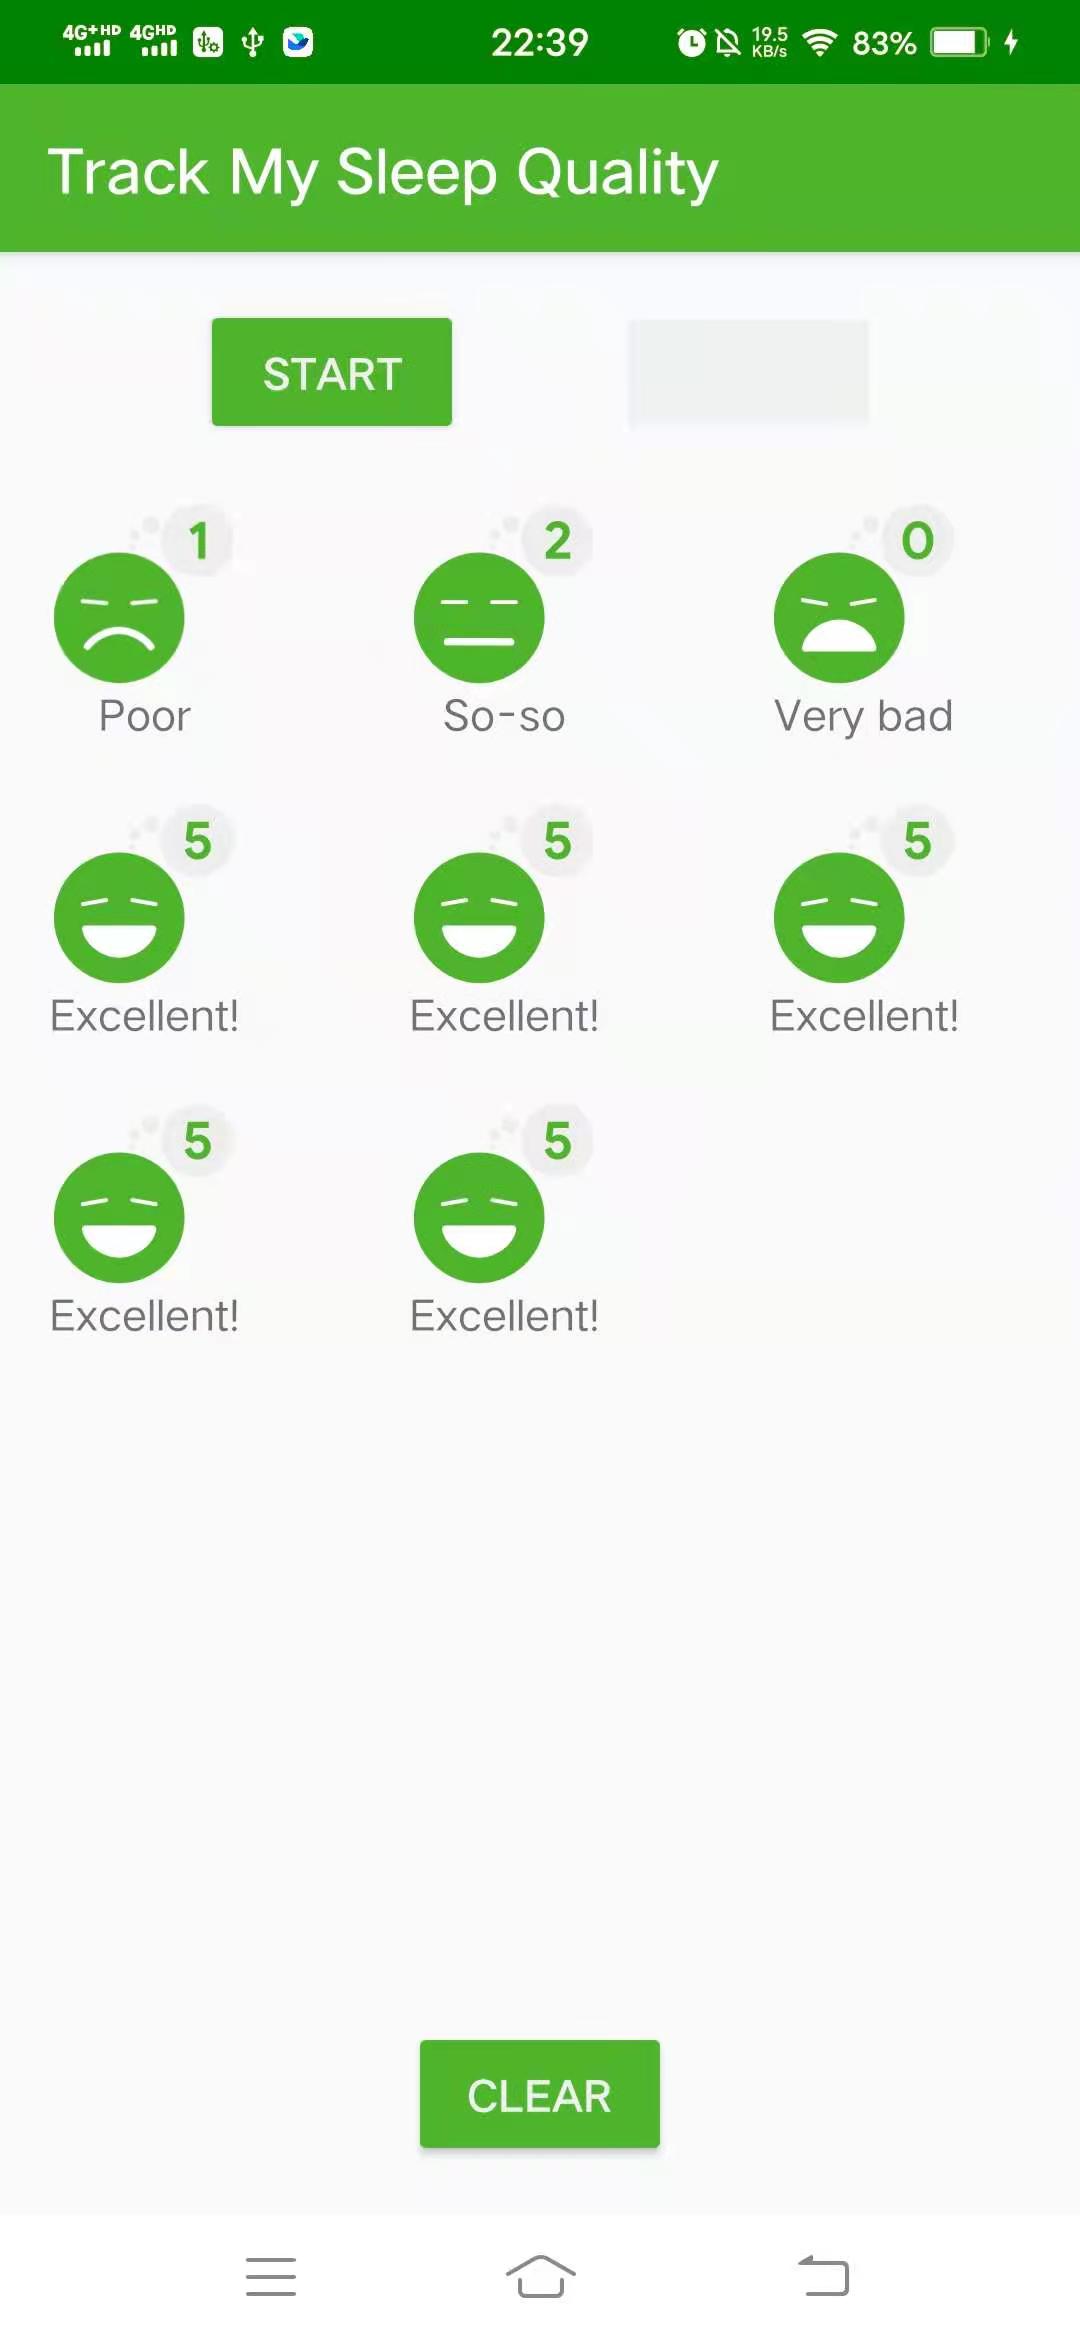 4G+HD 4GHD 22:39 19.5 KB/s 83%
Track My Sleep Quality
START
1 2 0
Poor So-so Very bad
5 5 5
Excellent! Excellent! Excellent!
5 5
Excellent! Excellent!
CLEAR